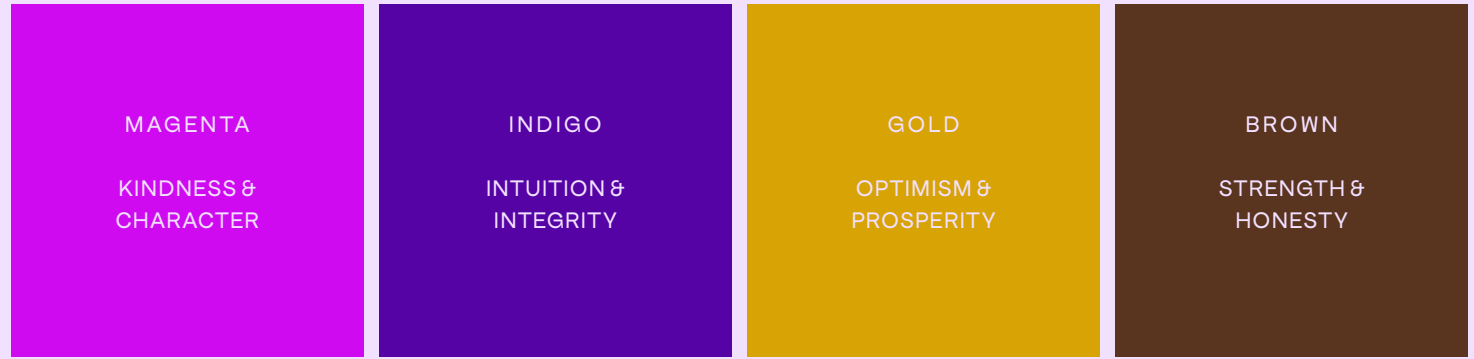 MAGENTA
KINDNESS &
CHARACTER
INDIGO
INTUITION &
INTEGRITY
GOLD
OPTIMISM &
PROSPERITY
BROWN
STRENGTH &
HONESTY